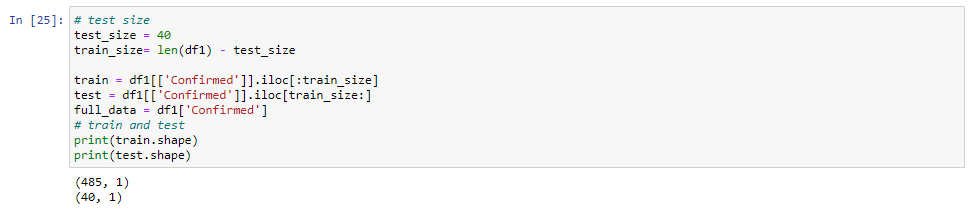 In [25]: # test size
test_size = 40
train_size= len(df1) - test_size

train = df1[['Confirmed']].iloc[:train_size]
test = df1[['Confirmed']].iloc[train_size:]
full_data = df1['Confirmed']
# train and test
print(train.shape)
print(test.shape)
(485, 1)
(40, 1)